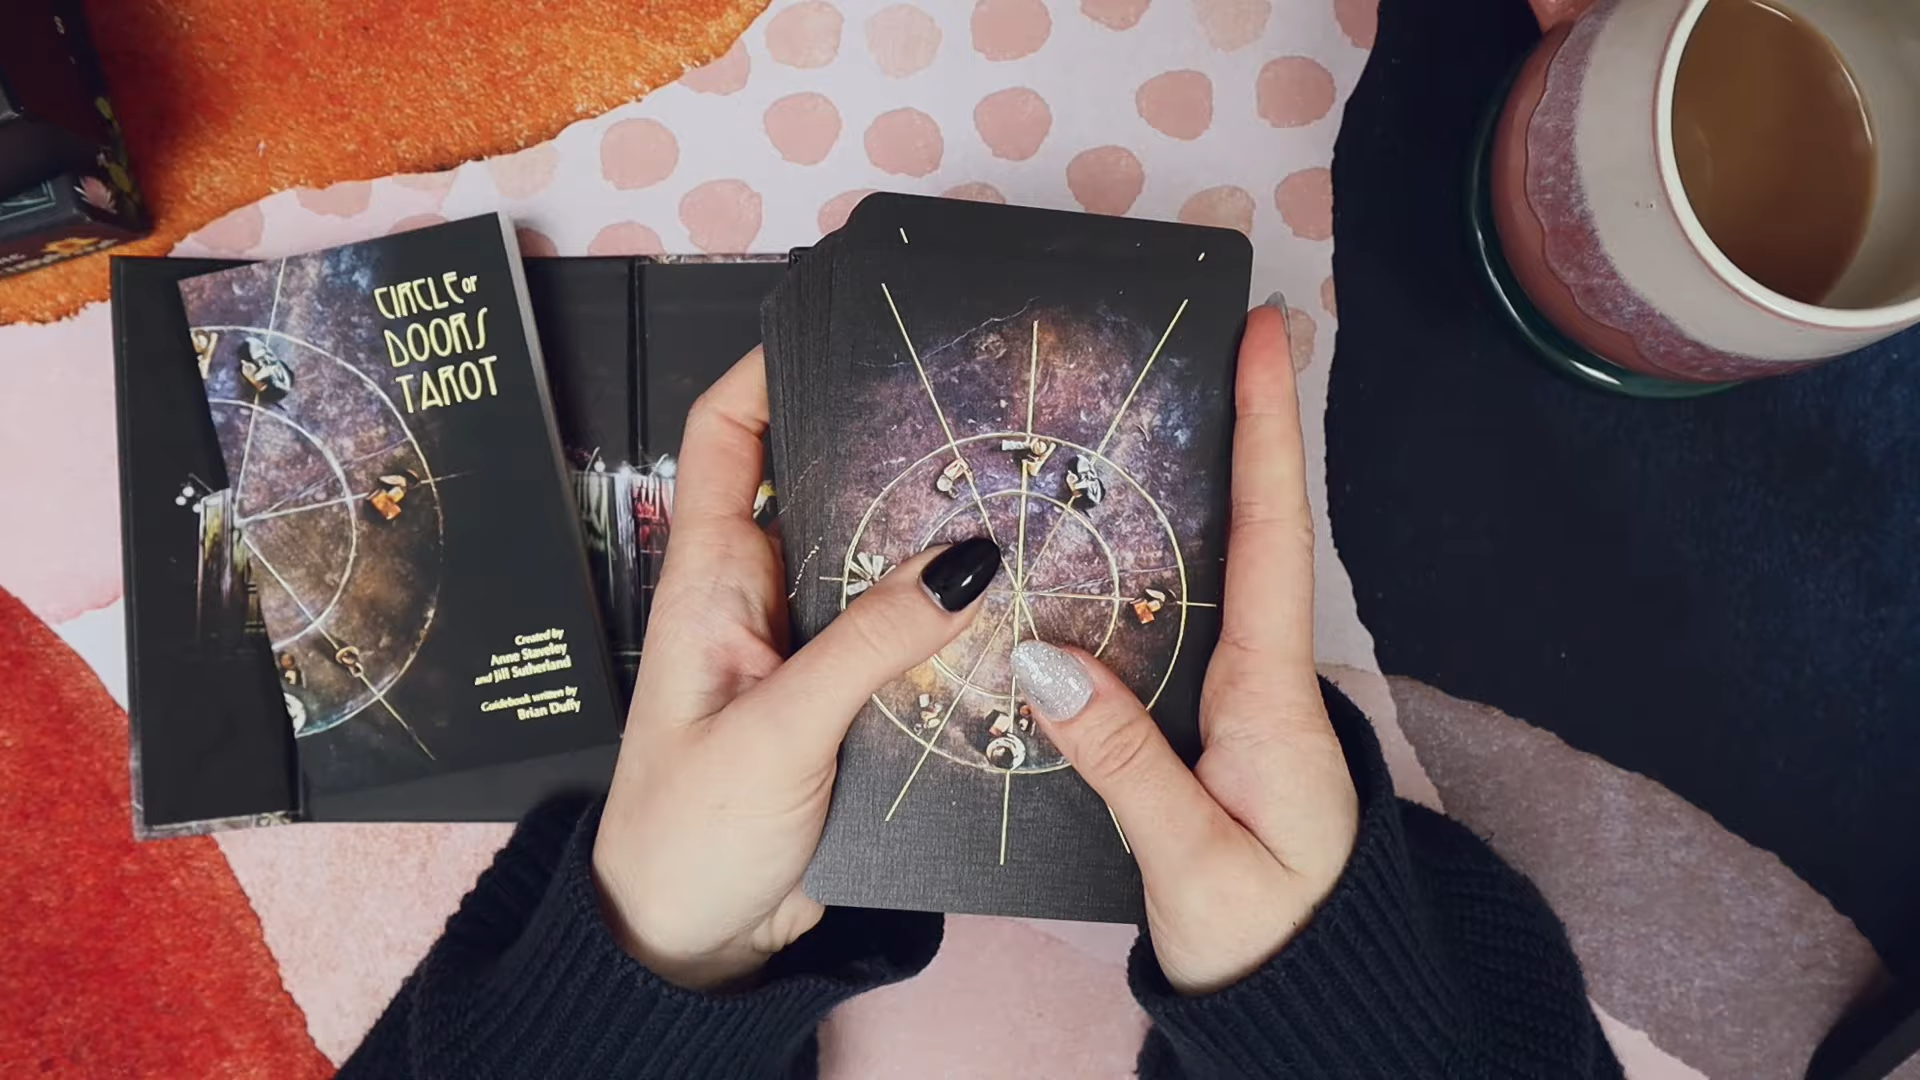 CIRCLE OF
DOORS
TAROT
Created by
Anne Staveley
and Jill Sutherland
Guidebook written by
Brian Duffy